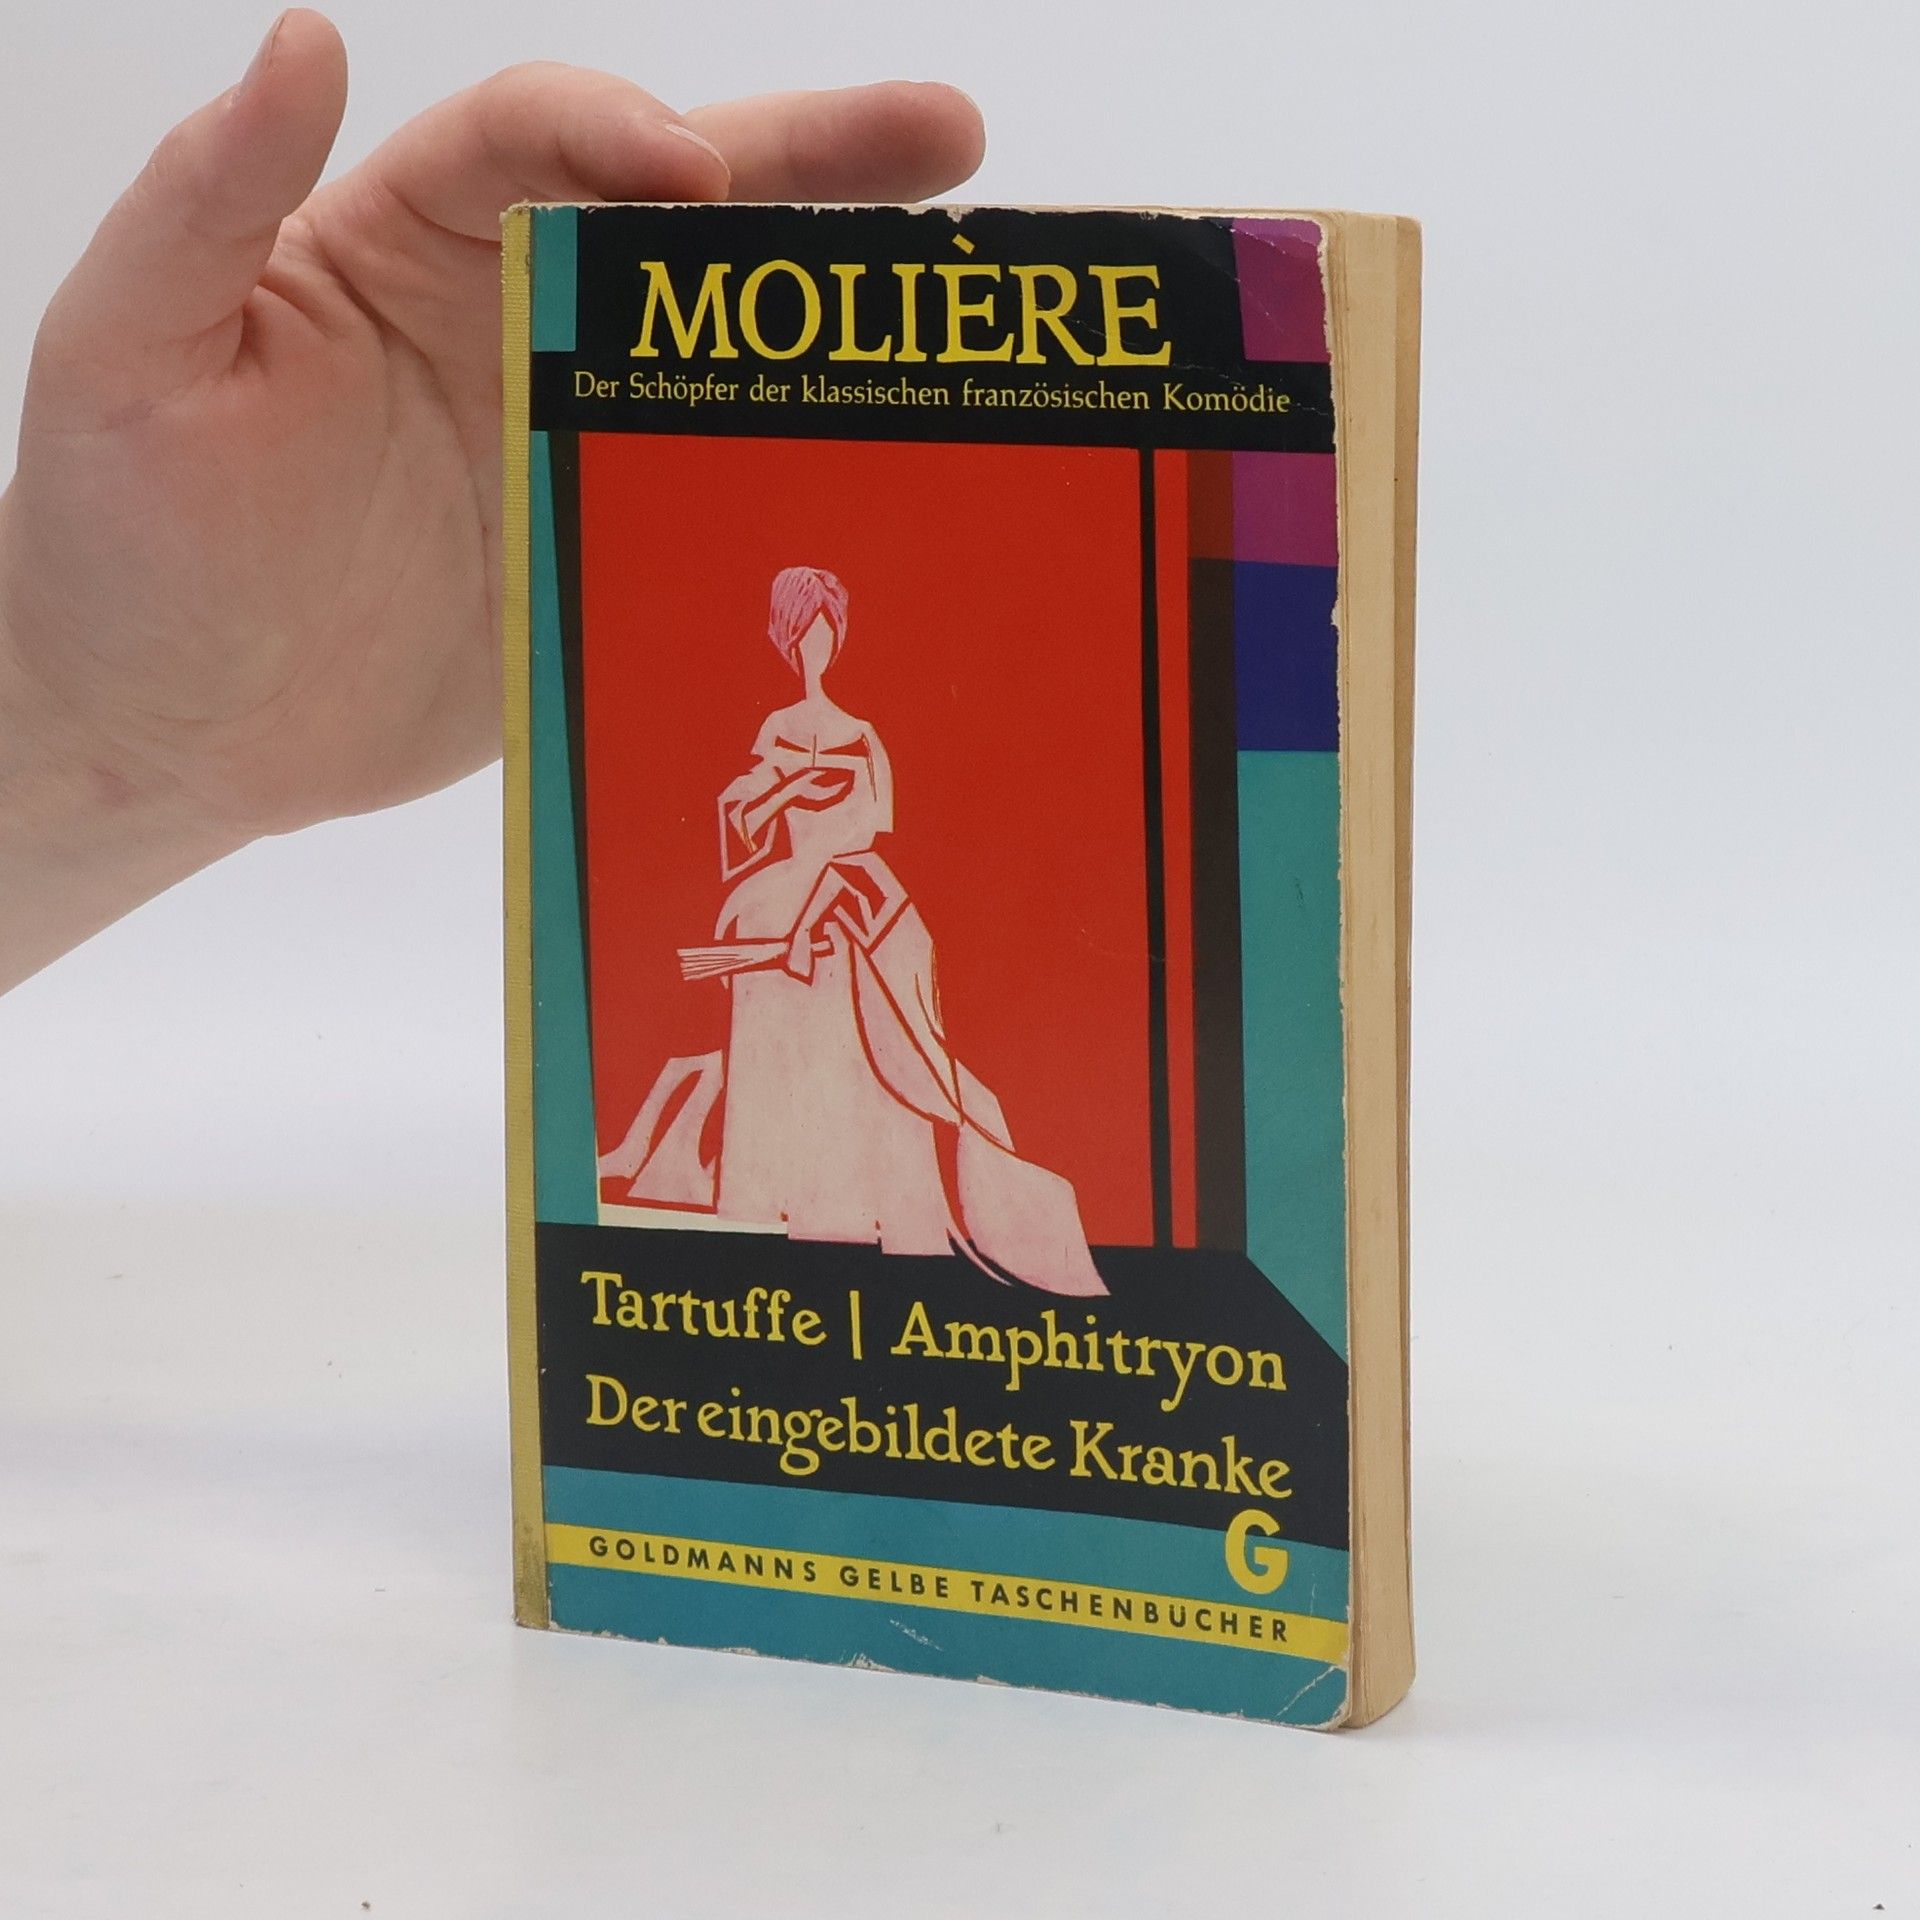 MOLIÈRE
Der Schöpfer der klassischen französischen Komödie
Tartuffe | Amphitryon
Der eingebildete Kranke
G
GOLDMANNS GELBE TASCHENBÜCHER